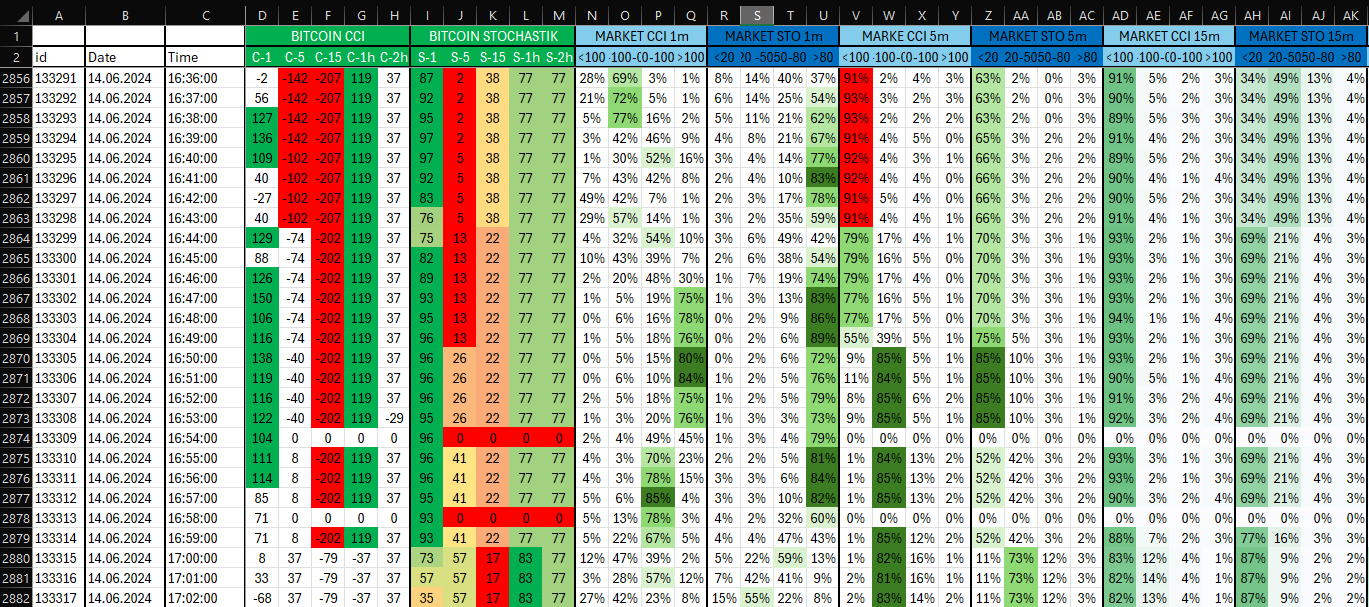 A B C D E F G H I J K L M N O P Q R S T U V W X Y Z AA AB AC AD AE AF AG AH AI AJ AK
1 BITCOIN CCI BITCOIN STOCHASTIK MARKET CCI 1m MARKET STO 1m MARKE CCI 5m MARKET STO 5m MARKET CCI 15m MARKET STO 15m
2 id Date Time C-1 C-5 C-15 C-1h C-2h S-1 S-5 S-15 S-1h S-2h <100 -100-00-100 >100 <20 20-5050-80 >80 <100 -100-00-100 >100 <20 20-5050-80 >80 <100 -100-00-100 >100 <20 20-5050-80 >80
2856 133291 14.06.2024 16:36:00 -2 -142 -207 119 37 87 2 38 77 77 28% 69% 3% 1% 8% 14% 40% 37% 91% 2% 4% 3% 63% 2% 0% 3% 91% 5% 2% 3% 34% 49% 13% 4%
2857 133292 14.06.2024 16:37:00 56 -142 -207 119 37 92 2 38 77 77 21% 72% 5% 1% 6% 14% 25% 54% 93% 3% 2% 3% 63% 2% 0% 3% 90% 5% 2% 3% 34% 49% 13% 4%
2858 133293 14.06.2024 16:38:00 127 -142 -207 119 37 95 2 38 77 77 5% 77% 16% 2% 5% 11% 21% 62% 93% 2% 2% 2% 63% 2% 0% 3% 89% 5% 3% 3% 34% 49% 13% 4%
2859 133294 14.06.2024 16:39:00 136 -142 -207 119 37 97 2 38 77 77 3% 42% 46% 9% 4% 8% 21% 67% 91% 4% 5% 0% 65% 3% 2% 2% 91% 4% 2% 3% 34% 49% 13% 4%
2860 133295 14.06.2024 16:40:00 109 -102 -207 119 37 97 5 38 77 77 1% 30% 52% 16% 3% 4% 14% 77% 92% 4% 3% 1% 66% 3% 2% 2% 89% 5% 3% 3% 34% 49% 13% 4%
2861 133296 14.06.2024 16:41:00 40 -102 -207 119 37 92 5 38 77 77 7% 43% 42% 8% 2% 4% 10% 83% 92% 4% 3% 1% 66% 3% 2% 2% 90% 4% 2% 3% 34% 49% 13% 4%
2862 133297 14.06.2024 16:42:00 -27 -102 -207 119 37 83 5 38 77 77 49% 42% 7% 1% 2% 3% 17% 78% 91% 5% 4% 0% 66% 3% 2% 2% 90% 5% 2% 3% 34% 49% 13% 4%
2863 133298 14.06.2024 16:43:00 40 -102 -207 119 37 76 5 38 77 77 29% 57% 14% 1% 3% 2% 35% 59% 91% 4% 4% 1% 66% 3% 2% 2% 91% 4% 1% 3% 34% 49% 13% 4%
2864 133299 14.06.2024 16:44:00 129 -74 -202 119 37 75 13 22 77 77 4% 32% 54% 10% 3% 6% 49% 42% 79% 17% 4% 1% 70% 3% 3% 1% 93% 2% 1% 3% 69% 21% 4% 3%
2865 133300 14.06.2024 16:45:00 88 -74 -202 119 37 82 13 22 77 77 10% 43% 39% 7% 2% 6% 38% 54% 79% 16% 5% 0% 70% 3% 3% 1% 93% 3% 1% 3% 69% 21% 4% 3%
2866 133301 14.06.2024 16:46:00 126 -74 -202 119 37 89 13 22 77 77 2% 20% 48% 30% 1% 7% 19% 74% 79% 17% 4% 0% 70% 3% 3% 1% 93% 2% 1% 3% 69% 21% 4% 3%
2867 133302 14.06.2024 16:47:00 150 -74 -202 119 37 93 13 22 77 77 1% 5% 19% 75% 1% 3% 13% 83% 77% 16% 5% 1% 70% 3% 3% 1% 93% 2% 1% 3% 69% 21% 4% 3%
2868 133303 14.06.2024 16:48:00 106 -74 -202 119 37 96 13 22 77 77 0% 6% 16% 78% 0% 2% 9% 86% 77% 17% 5% 1% 70% 3% 3% 1% 94% 1% 1% 4% 69% 21% 4% 3%
2869 133304 14.06.2024 16:49:00 116 -74 -202 119 37 96 13 22 77 77 1% 5% 18% 76% 0% 2% 6% 89% 55% 39% 5% 1% 75% 5% 3% 1% 93% 2% 1% 4% 69% 21% 4% 3%
2870 133305 14.06.2024 16:50:00 138 -40 -202 119 37 96 26 22 77 77 0% 5% 15% 80% 0% 2% 6% 72% 9% 85% 5% 1% 85% 10% 3% 1% 93% 2% 1% 4% 69% 21% 4% 3%
2871 133306 14.06.2024 16:51:00 119 -40 -202 119 37 96 26 22 77 77 0% 6% 10% 84% 1% 2% 5% 76% 11% 84% 5% 1% 85% 10% 3% 1% 90% 5% 1% 4% 69% 21% 4% 3%
2872 133307 14.06.2024 16:52:00 116 -40 -202 119 37 96 26 22 77 77 2% 5% 18% 75% 1% 2% 5% 79% 8% 85% 6% 2% 85% 10% 3% 1% 91% 3% 2% 4% 69% 21% 4% 3%
2873 133308 14.06.2024 16:53:00 122 -40 -202 119 -29 95 26 22 77 77 1% 3% 20% 76% 1% 3% 3% 73% 9% 85% 5% 1% 85% 10% 3% 1% 92% 3% 1% 4% 69% 21% 4% 3%
2874 133309 14.06.2024 16:54:00 104 0 0 0 0 96 0 0 0 0 2% 4% 49% 45% 1% 3% 4% 79% 0% 0% 0% 0% 0% 0% 0% 0% 0% 0% 0% 0% 0% 0% 0% 0%
2875 133310 14.06.2024 16:55:00 111 8 -202 119 37 96 41 22 77 77 4% 3% 70% 23% 2% 2% 5% 81% 1% 84% 13% 2% 52% 42% 3% 2% 93% 3% 1% 3% 69% 21% 4% 3%
2876 133311 14.06.2024 16:56:00 114 8 -202 119 37 96 41 22 77 77 4% 3% 78% 15% 3% 3% 6% 84% 1% 85% 13% 2% 52% 42% 3% 2% 91% 3% 2% 4% 69% 21% 4% 3%
2877 133312 14.06.2024 16:57:00 85 8 -202 119 37 95 41 22 77 77 5% 6% 85% 4% 3% 3% 10% 82% 1% 85% 13% 2% 52% 42% 3% 2% 90% 3% 2% 4% 69% 21% 4% 3%
2878 133313 14.06.2024 16:58:00 71 0 0 0 0 93 0 0 0 0 5% 13% 78% 3% 4% 2% 32% 60% 0% 0% 0% 0% 0% 0% 0% 0% 0% 0% 0% 0% 0% 0% 0% 0%
2879 133314 14.06.2024 16:59:00 71 8 -202 119 37 93 41 22 77 77 5% 22% 67% 5% 4% 4% 47% 43% 1% 85% 12% 2% 52% 42% 3% 2% 88% 7% 2% 3% 77% 16% 3% 3%
2880 133315 14.06.2024 17:00:00 8 37 -79 -37 37 73 57 17 83 77 12% 47% 39% 2% 5% 22% 59% 13% 1% 82% 16% 1% 11% 73% 12% 3% 83% 12% 4% 1% 87% 9% 2% 2%
2881 133316 14.06.2024 17:01:00 33 37 -79 -37 37 57 57 17 83 77 3% 28% 57% 12% 7% 42% 41% 9% 2% 81% 16% 1% 11% 73% 12% 3% 82% 14% 4% 1% 87% 9% 2% 2%
2882 133317 14.06.2024 17:02:00 -68 37 -79 -37 37 35 57 17 83 77 27% 42% 23% 8% 15% 55% 22% 8% 2% 83% 14% 2% 11% 73% 12% 3% 82% 13% 4% 1% 87% 9% 2% 2%